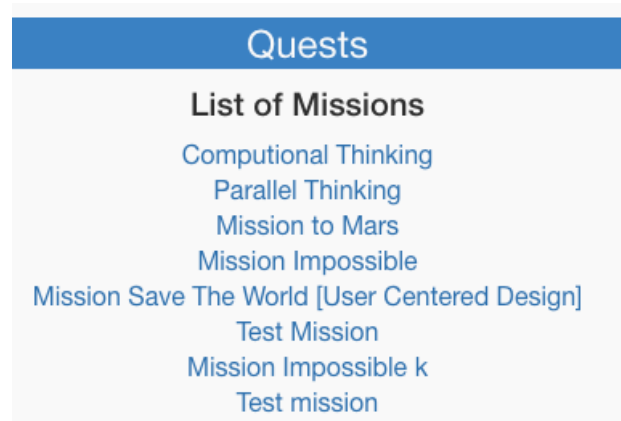 Quests
List of Missions
Computional Thinking
Parallel Thinking
Mission to Mars
Mission Impossible
Mission Save The World [User Centered Design]
Test Mission
Mission Impossible k
Test mission